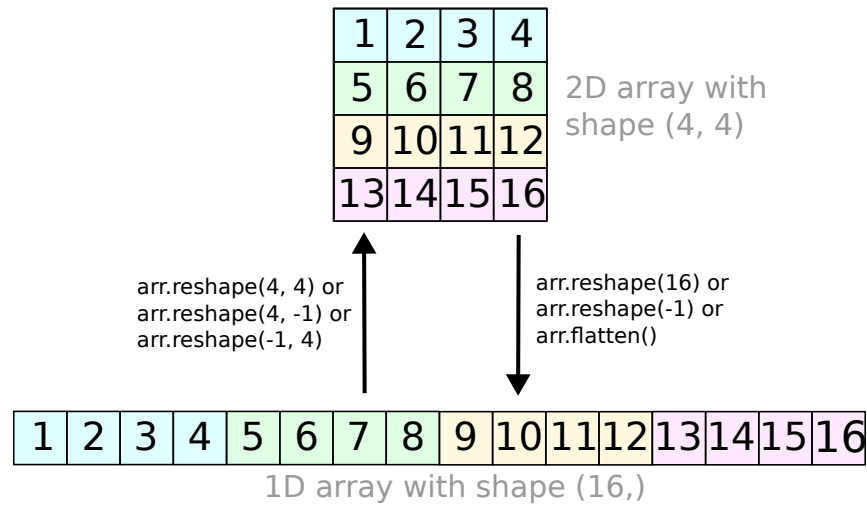 1 2 3 4
5 6 7 8
9 10 11 12
13 14 15 16
2D array with
shape (4, 4)
arr.reshape(4, 4) or
arr.reshape(4, -1) or
arr.reshape(-1, 4)
arr.reshape(16) or
arr.reshape(-1) or
arr.flatten()
1 2 3 4 5 6 7 8 9 10 11 12 13 14 15 16
1D array with shape (16,)